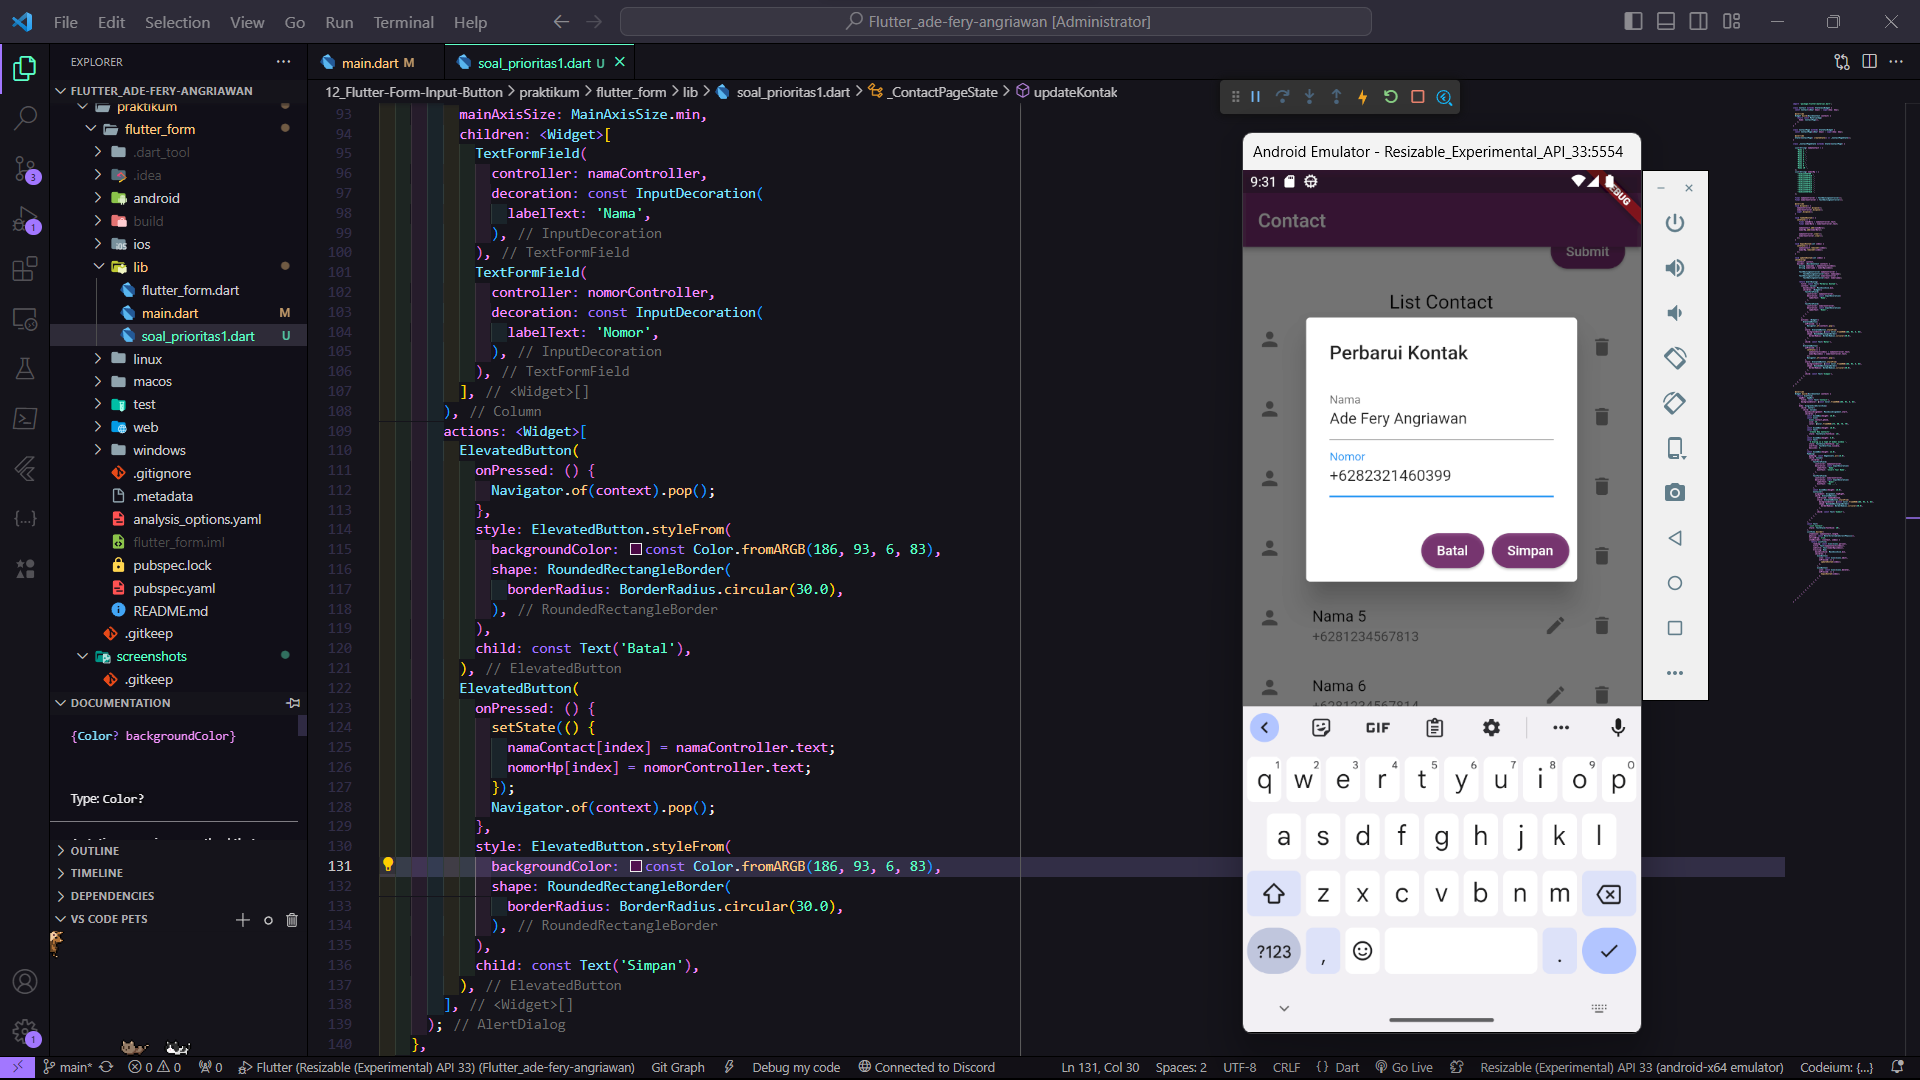 File Edit Selection View Go Run Terminal Help
Flutter_ade-fery-angriawan [Administrator]
EXPLORER
main.dart M
soal_prioritas1.dart U
FLUTTER_ADE-FERY-ANGRIAWAN
praktikum
flutter_form
.dart_tool
.idea
android
build
ios
lib
flutter_form.dart
main.dart M
soal_prioritas1.dart U
linux
macos
test
web
windows
.gitignore
.metadata
analysis_options.yaml
flutter_form.iml
pubspec.lock
pubspec.yaml
README.md
.gitkeep
screenshots
.gitkeep
DOCUMENTATION
{Color? backgroundColor}
Type: Color?
OUTLINE
TIMELINE
DEPENDENCIES
VS CODE PETS
3
1
1
12_Flutter-Form-Input-Button > praktikum > flutter_form > lib > soal_prioritas1.dart > _ContactPageState > updateKontak
93 mainAxisSize: MainAxisSize.min,
94 children: <Widget>[
95 TextFormField(
96 controller: namaController,
97 decoration: const InputDecoration(
98 labelText: 'Nama',
99 ), // InputDecoration
100 ), // TextFormField
101 TextFormField(
102 controller: nomorController,
103 decoration: const InputDecoration(
104 labelText: 'Nomor',
105 ), // InputDecoration
106 ), // TextFormField
107 ], // <Widget>[]
108 ), // Column
109 actions: <Widget>[
110 ElevatedButton(
111 onPressed: () {
112 Navigator.of(context).pop();
113 },
114 style: ElevatedButton.styleFrom(
115 backgroundColor: const Color.fromARGB(186, 93, 6, 83),
116 shape: RoundedRectangleBorder(
117 borderRadius: BorderRadius.circular(30.0),
118 ), // RoundedRectangleBorder
119 ),
120 child: const Text('Batal'),
121 ), // ElevatedButton
122 ElevatedButton(
123 onPressed: () {
124 setState(() {
125 namaContact[index] = namaController.text;
126 nomorHp[index] = nomorController.text;
127 });
128 Navigator.of(context).pop();
129 },
130 style: ElevatedButton.styleFrom(
131 backgroundColor: const Color.fromARGB(186, 93, 6, 83),
132 shape: RoundedRectangleBorder(
133 borderRadius: BorderRadius.circular(30.0),
134 ), // RoundedRectangleBorder
135 ),
136 child: const Text('Simpan'),
137 ), // ElevatedButton
138 ], // <Widget>[]
139 ); // AlertDialog
140 },
Android Emulator - Resizable_Experimental_API_33:5554
9:31
Contact
Submit
List Contact
Perbarui Kontak
Nama
Ade Fery Angriawan
Nomor
+6282321460399
Batal Simpan
Nama 5
+6281234567813
Nama 6
+6281234567814
GIF
q1 w2 e3 r4 t5 y6 u7 i8 o9 p0
a s d f g h j k l
z x c v b n m
?123 , .
main* 0 0 0 Flutter (Resizable (Experimental) API 33) (Flutter_ade-fery-angriawan) Git Graph Debug my code Connected to Discord Ln 131, Col 30 Spaces: 2 UTF-8 CRLF { } Dart Go Live Resizable (Experimental) API 33 (android-x64 emulator) Codeium: {...}